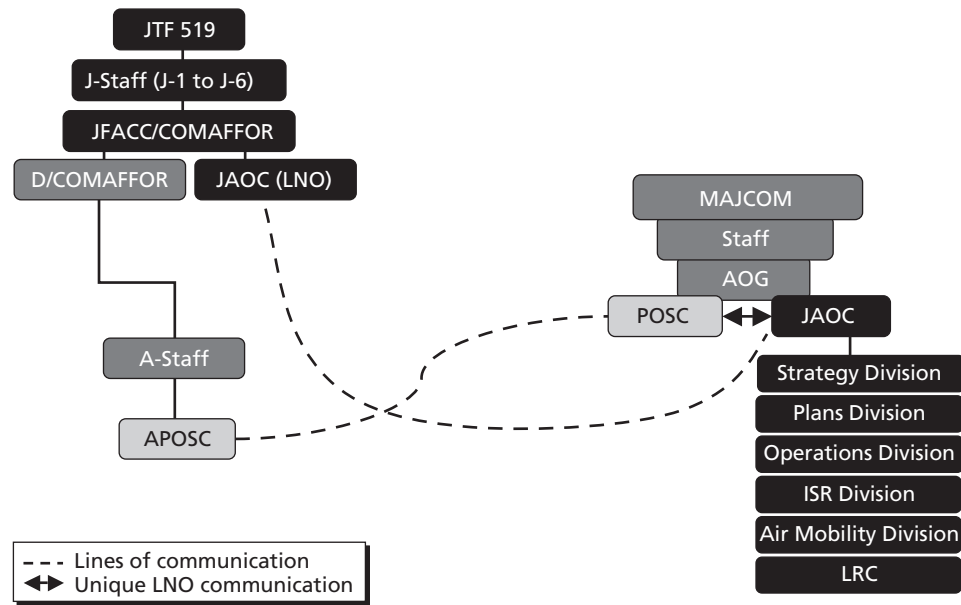 JTF 519
J-Staff (J-1 to J-6)
JFACC/COMAFFOR
D/COMAFFOR
JAOC (LNO)
A-Staff
APOSC
MAJCOM
Staff
AOG
POSC
JAOC
Strategy Division
Plans Division
Operations Division
ISR Division
Air Mobility Division
LRC
Lines of communication
Unique LNO communication